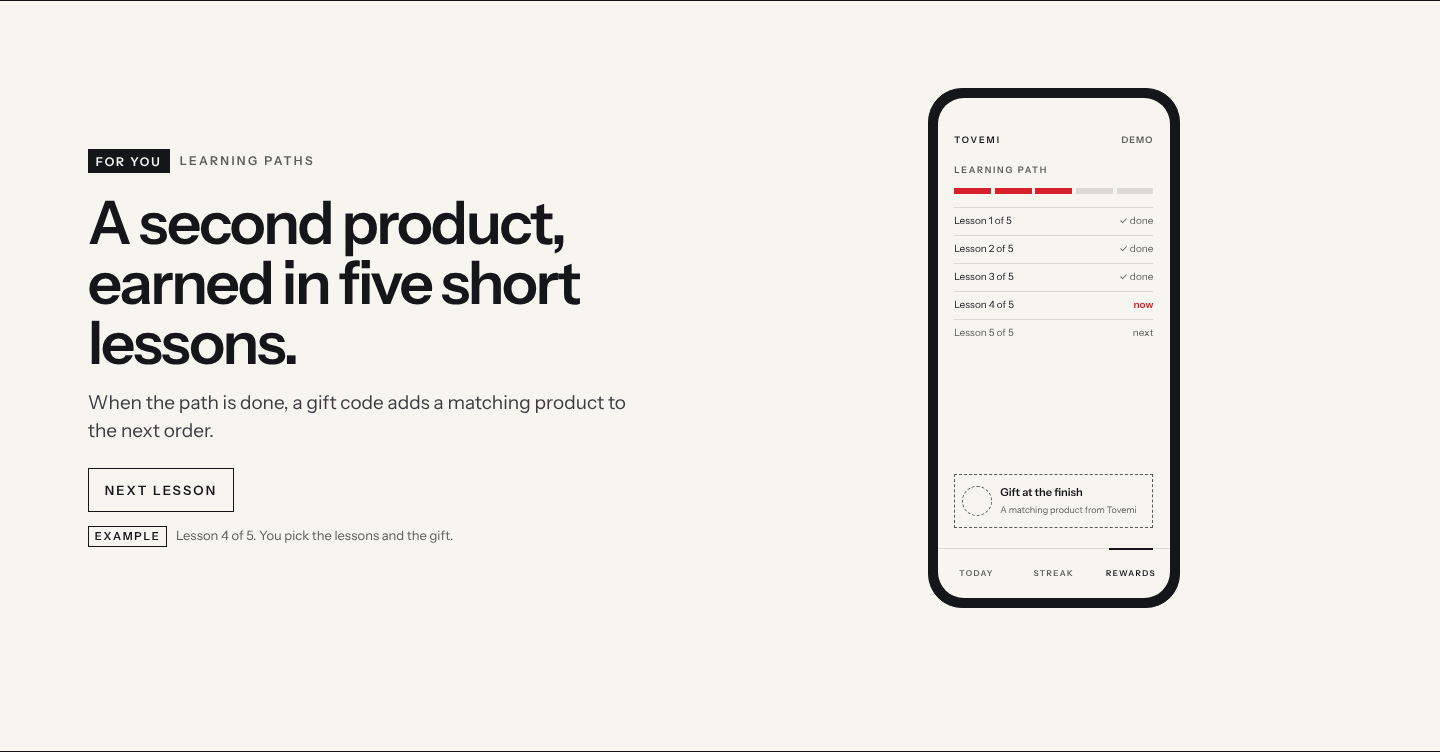 FOR YOU LEARNING PATHS
A second product,
earned in five short
lessons.
When the path is done, a gift code adds a matching product to
the next order.
NEXT LESSON
EXAMPLE Lesson 4 of 5. You pick the lessons and the gift.
TOVEMI DEMO
LEARNING PATH
Lesson 1 of 5 ✓ done
Lesson 2 of 5 ✓ done
Lesson 3 of 5 ✓ done
Lesson 4 of 5 now
Lesson 5 of 5 next
Gift at the finish
A matching product from Tovemi
TODAY STREAK REWARDS